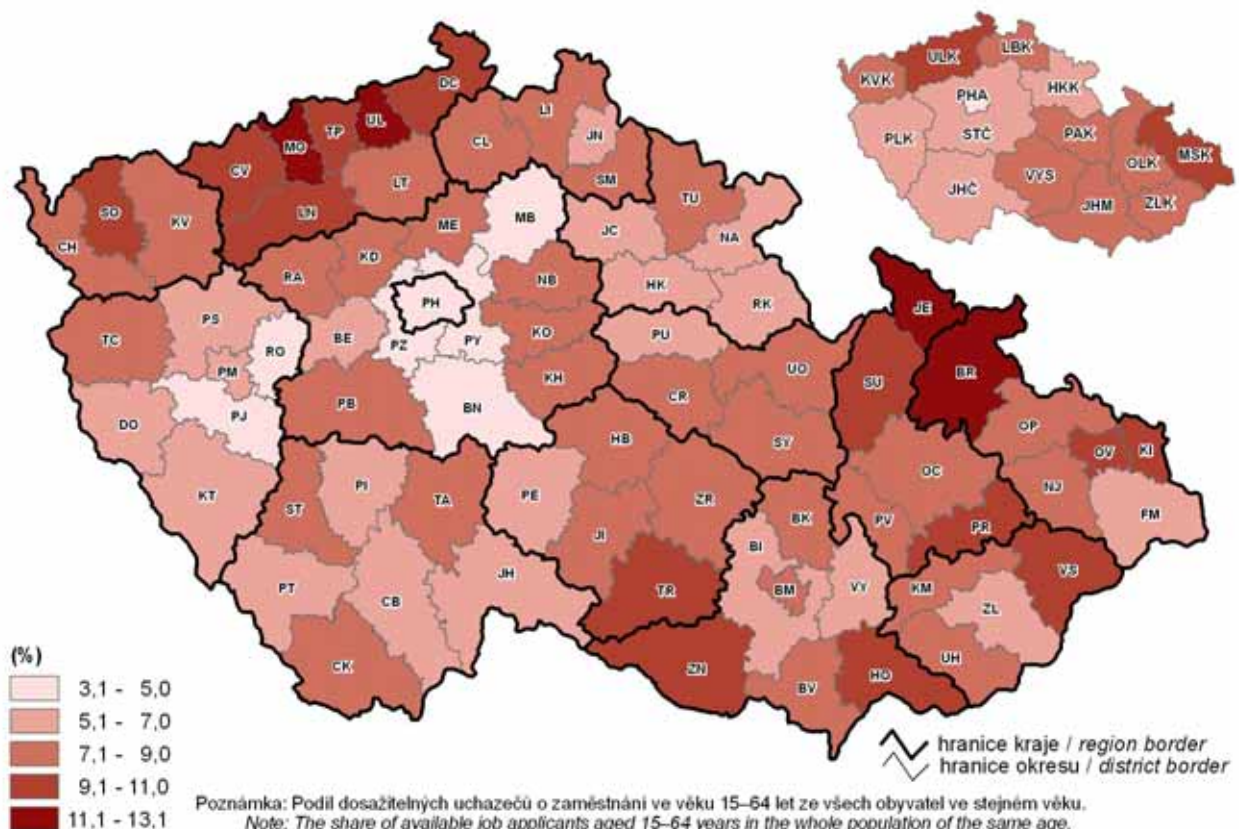 ULK
LBK
KVK
HKK
PHA
STČ
PLK
PAK
MSK
OLK
VYS
JHČ
JHM
ZLK
DC
UL
TP
MO
LI
JN
CL
CV
LT
SM
LN
TU
SO
KV
MB
CH
ME
JC
NA
KD
RA
NB
HK
PH
RK
JE
PS
TC
RO
BE
PZ
PY
KO
PU
PM
UO
BR
SU
KH
CR
PB
BN
DO
PJ
OP
HB
SY
OV
KI
OC
KT
PI
TA
PE
ZR
NJ
ST
FM
BK
PV
PR
JI
BI
VS
PT
JH
CB
TR
BM
VY
KM
ZL
UH
CK
ZN
BV
HO
(%)
3,1 - 5,0
5,1 - 7,0
7,1 - 9,0
9,1 - 11,0
11,1 - 13,1
hranice kraje / region border
hranice okresu / district border
Poznámka: Podíl dosažitelných uchazečů o zaměstnání ve věku 15–64 let ze všech obyvatel ve stejném věku.
Note: The share of available job applicants aged 15–64 years in the whole population of the same age.